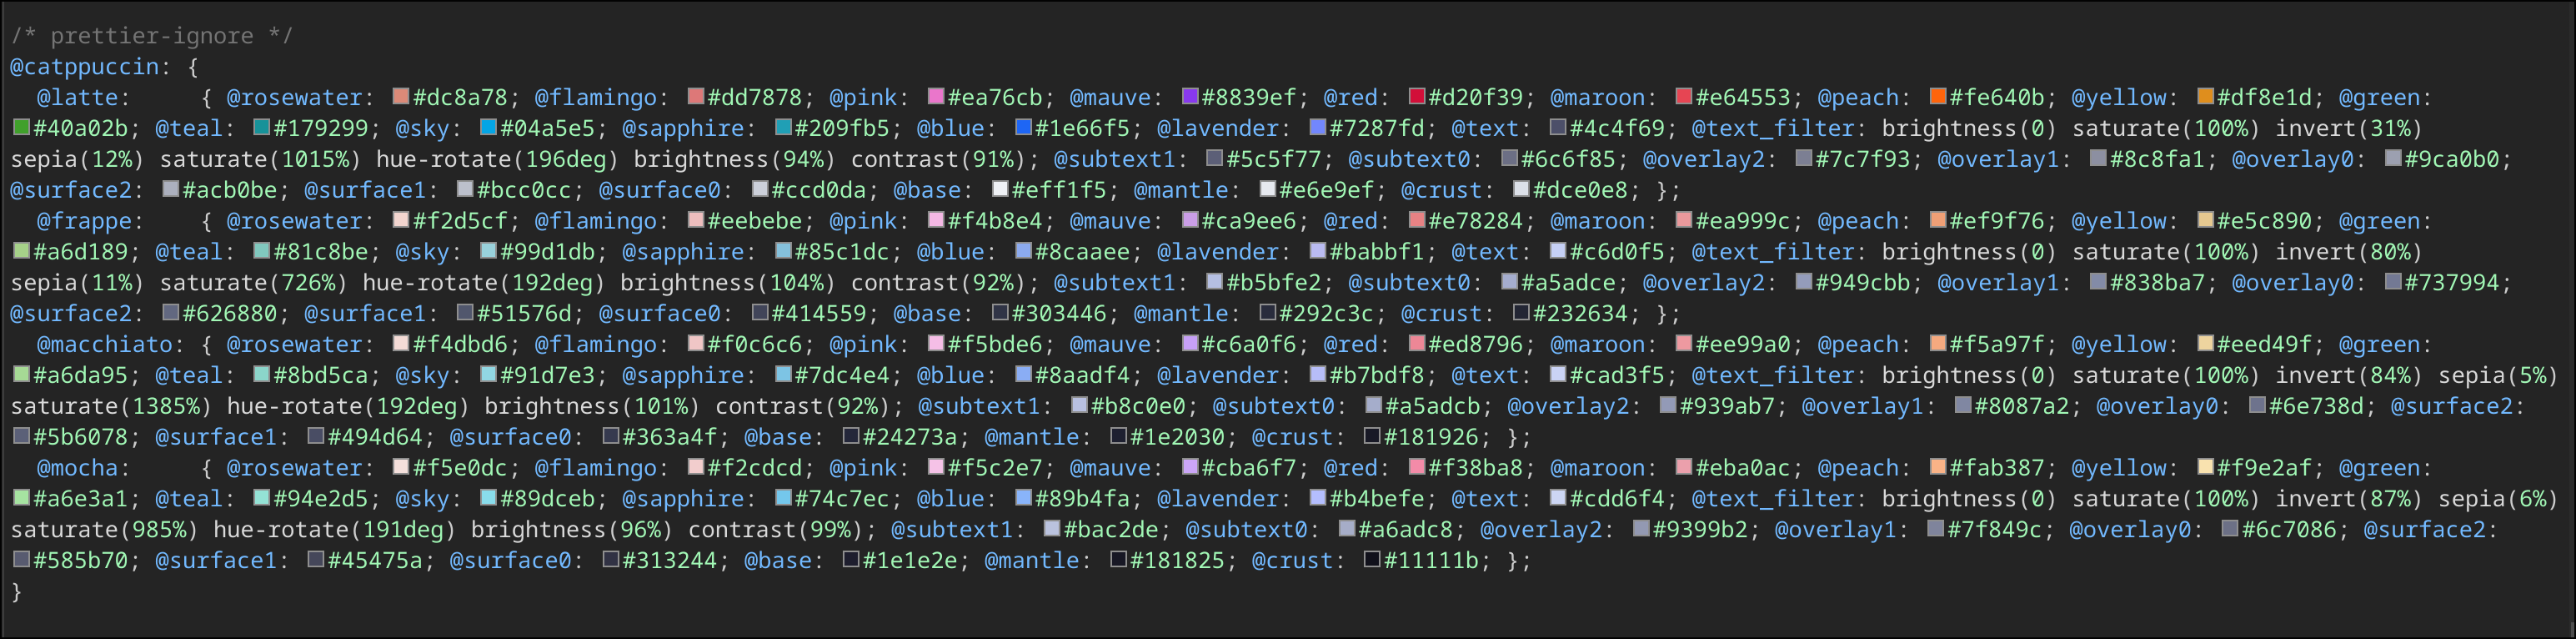 /* prettier-ignore */
@catppuccin: {
  @latte:     { @rosewater: #dc8a78; @flamingo: #dd7878; @pink: #ea76cb; @mauve: #8839ef; @red: #d20f39; @maroon: #e64553; @peach: #fe640b; @yellow: #df8e1d; @green:
#40a02b; @teal: #179299; @sky: #04a5e5; @sapphire: #209fb5; @blue: #1e66f5; @lavender: #7287fd; @text: #4c4f69; @text_filter: brightness(0) saturate(100%) invert(31%)
sepia(12%) saturate(1015%) hue-rotate(196deg) brightness(94%) contrast(91%); @subtext1: #5c5f77; @subtext0: #6c6f85; @overlay2: #7c7f93; @overlay1: #8c8fa1; @overlay0: #9ca0b0;
@surface2: #acb0be; @surface1: #bcc0cc; @surface0: #ccd0da; @base: #eff1f5; @mantle: #e6e9ef; @crust: #dce0e8; };
  @frappe:    { @rosewater: #f2d5cf; @flamingo: #eebebe; @pink: #f4b8e4; @mauve: #ca9ee6; @red: #e78284; @maroon: #ea999c; @peach: #ef9f76; @yellow: #e5c890; @green:
#a6d189; @teal: #81c8be; @sky: #99d1db; @sapphire: #85c1dc; @blue: #8caaee; @lavender: #babbf1; @text: #c6d0f5; @text_filter: brightness(0) saturate(100%) invert(80%)
sepia(11%) saturate(726%) hue-rotate(192deg) brightness(104%) contrast(92%); @subtext1: #b5bfe2; @subtext0: #a5adce; @overlay2: #949cbb; @overlay1: #838ba7; @overlay0: #737994;
@surface2: #626880; @surface1: #51576d; @surface0: #414559; @base: #303446; @mantle: #292c3c; @crust: #232634; };
  @macchiato: { @rosewater: #f4dbd6; @flamingo: #f0c6c6; @pink: #f5bde6; @mauve: #c6a0f6; @red: #ed8796; @maroon: #ee99a0; @peach: #f5a97f; @yellow: #eed49f; @green:
#a6da95; @teal: #8bd5ca; @sky: #91d7e3; @sapphire: #7dc4e4; @blue: #8aadf4; @lavender: #b7bdf8; @text: #cad3f5; @text_filter: brightness(0) saturate(100%) invert(84%) sepia(5%)
saturate(1385%) hue-rotate(192deg) brightness(101%) contrast(92%); @subtext1: #b8c0e0; @subtext0: #a5adcb; @overlay2: #939ab7; @overlay1: #8087a2; @overlay0: #6e738d; @surface2:
#5b6078; @surface1: #494d64; @surface0: #363a4f; @base: #24273a; @mantle: #1e2030; @crust: #181926; };
  @mocha:     { @rosewater: #f5e0dc; @flamingo: #f2cdcd; @pink: #f5c2e7; @mauve: #cba6f7; @red: #f38ba8; @maroon: #eba0ac; @peach: #fab387; @yellow: #f9e2af; @green:
#a6e3a1; @teal: #94e2d5; @sky: #89dceb; @sapphire: #74c7ec; @blue: #89b4fa; @lavender: #b4befe; @text: #cdd6f4; @text_filter: brightness(0) saturate(100%) invert(87%) sepia(6%)
saturate(985%) hue-rotate(191deg) brightness(96%) contrast(99%); @subtext1: #bac2de; @subtext0: #a6adc8; @overlay2: #9399b2; @overlay1: #7f849c; @overlay0: #6c7086; @surface2:
#585b70; @surface1: #45475a; @surface0: #313244; @base: #1e1e2e; @mantle: #181825; @crust: #11111b; };
}